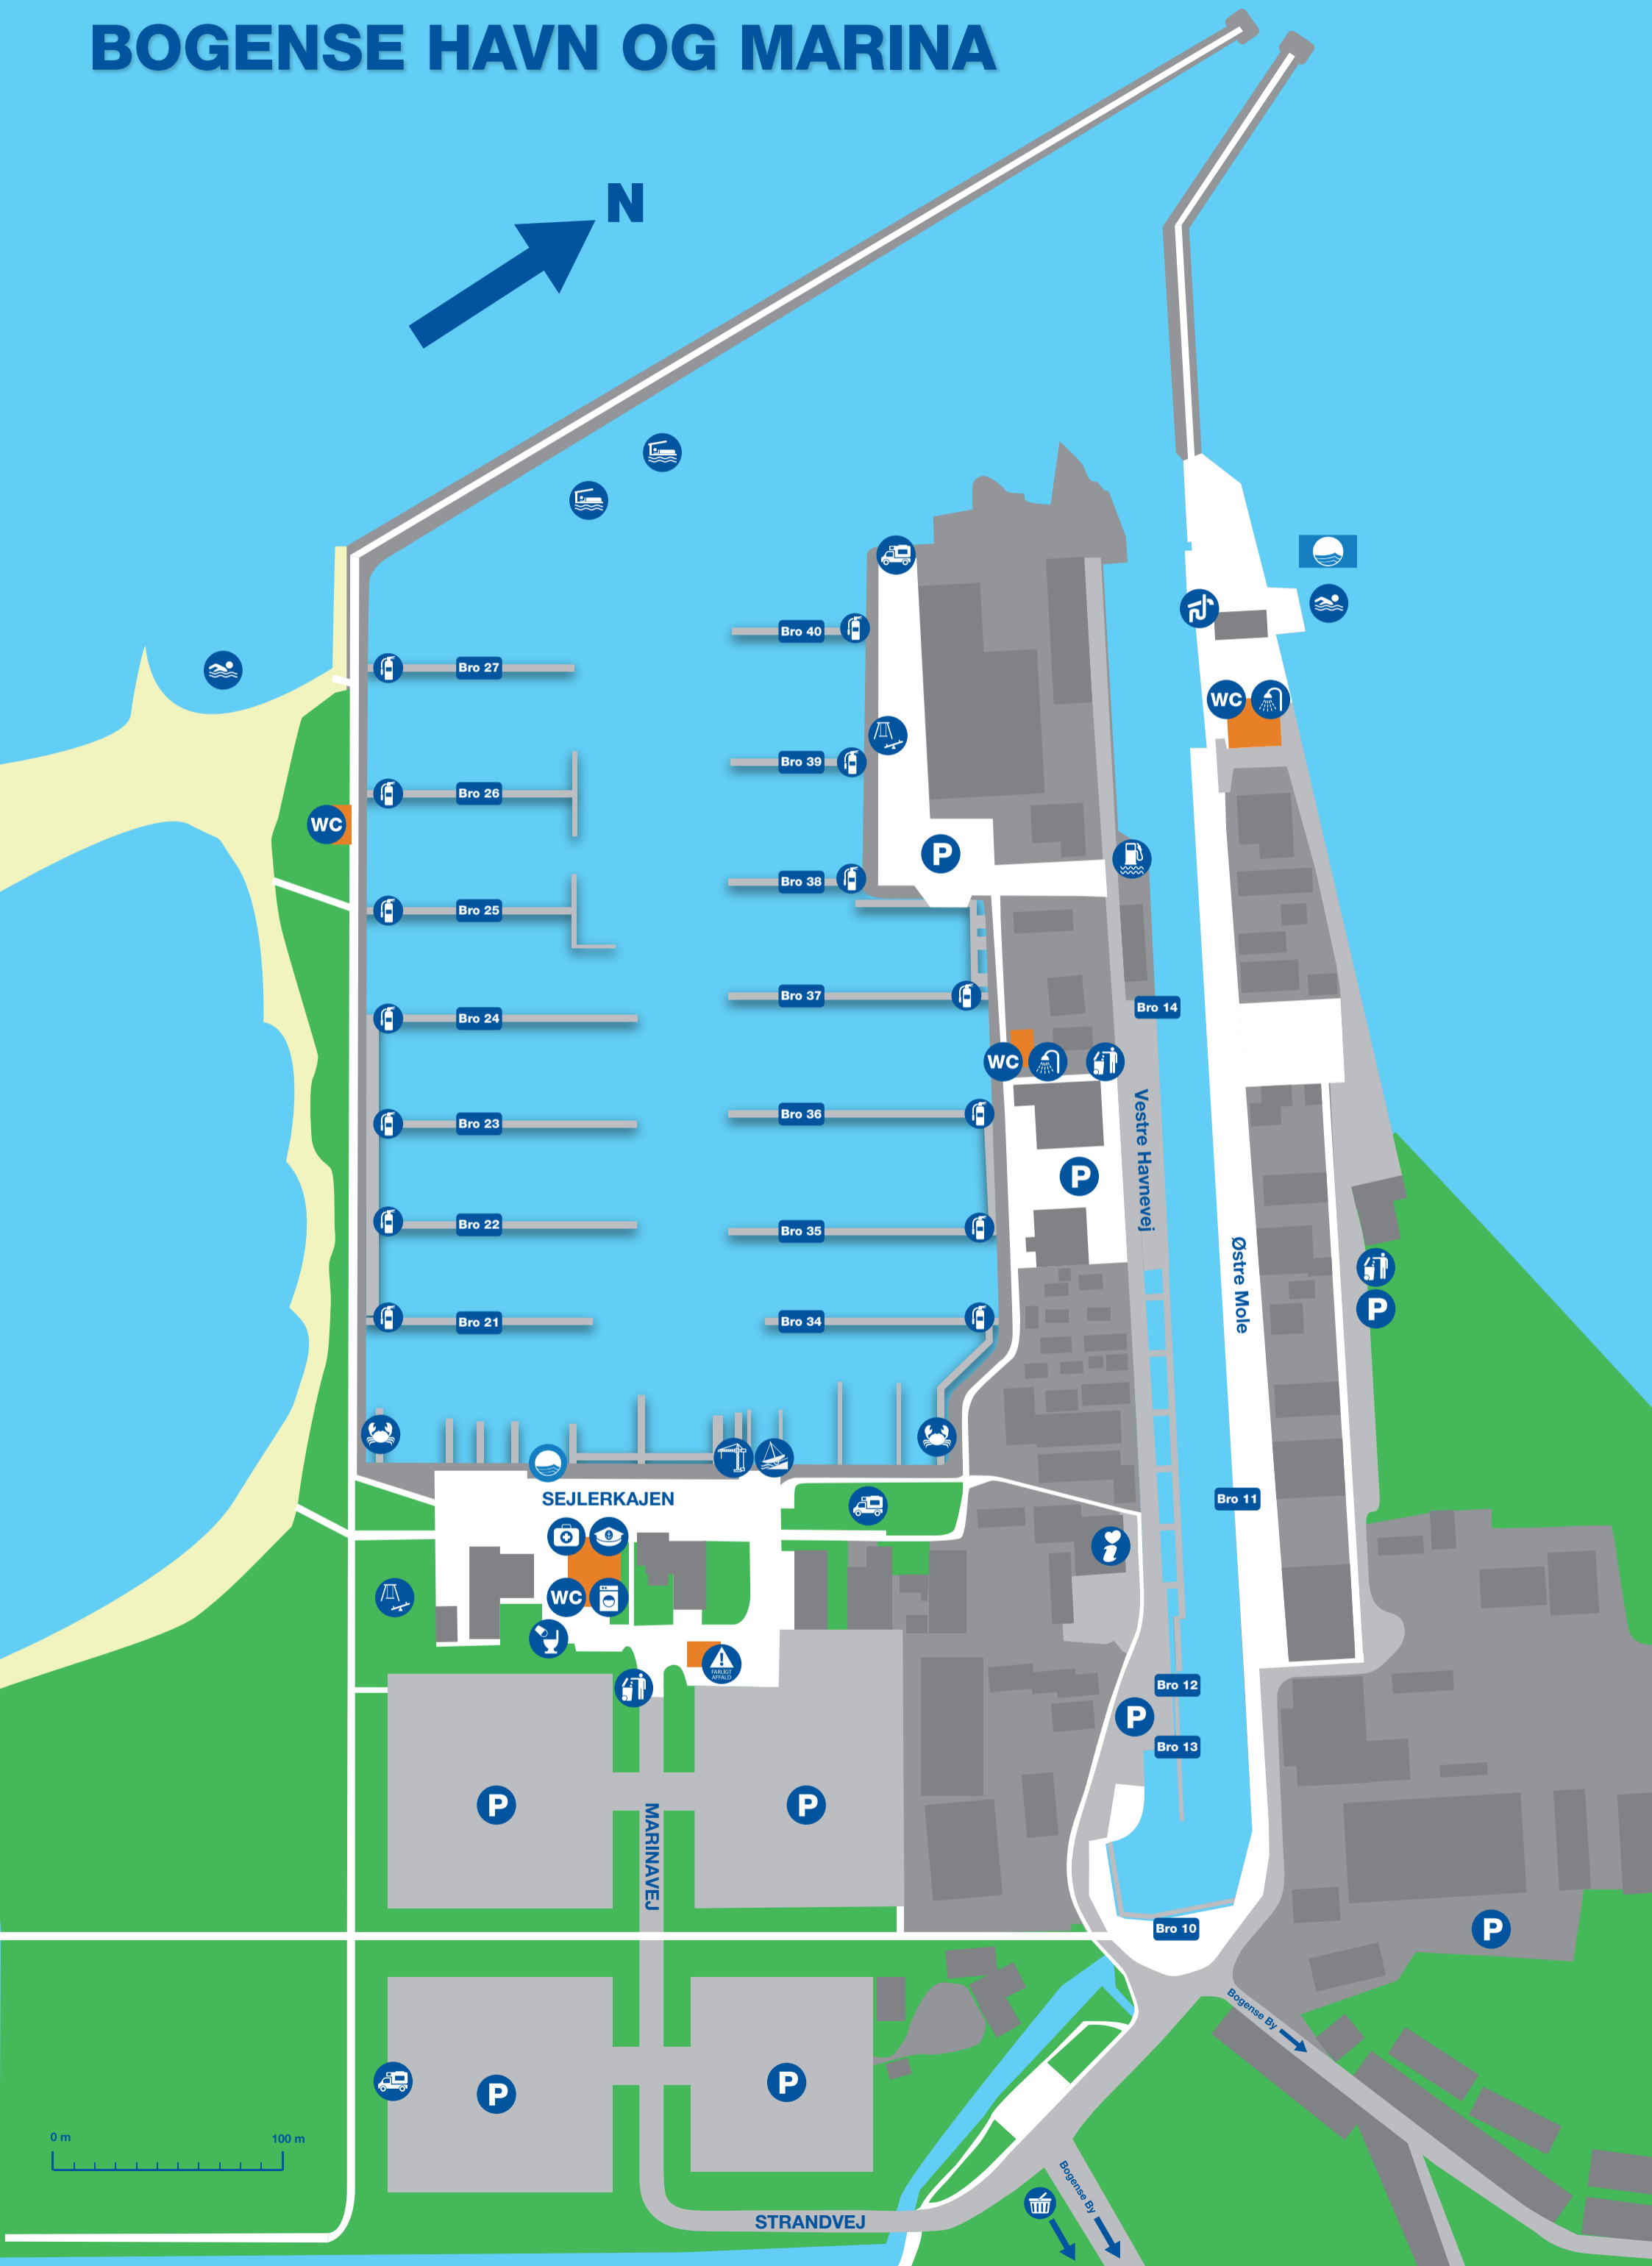 BOGENSE HAVN OG MARINA
N
Bro 40
Bro 27
WC
Bro 39
Bro 26
WC
P
Bro 38
Bro 25
Bro 37
Bro 14
Bro 24
WC
Bro 36
Bro 23
Vestre Havnevej
P
Bro 22
Bro 35
Østre Mole
P
Bro 21
Bro 34
SEJLERKAJEN
Bro 11
WC
FARLIGT
AFFALD
Bro 12
P
Bro 13
P
P
MARINAVEJ
Bro 10
P
Bogense By
P
P
0 m
100 m
Bogense By
STRANDVEJ